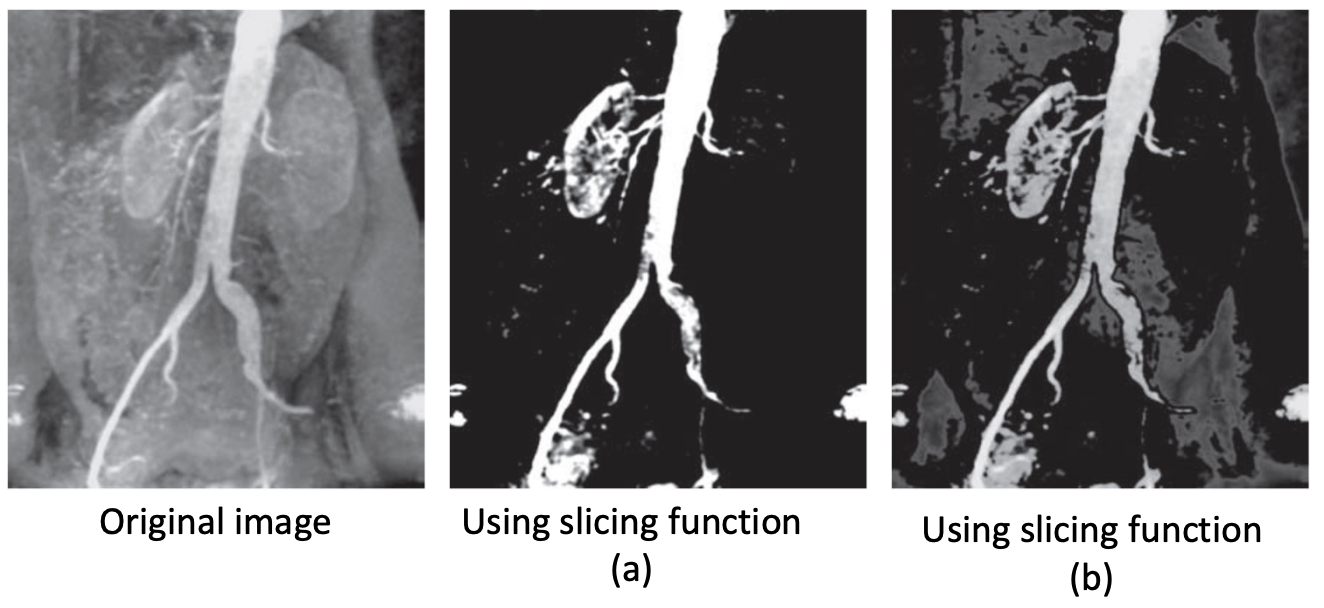 Original image
Using slicing function
(a)
Using slicing function
(b)